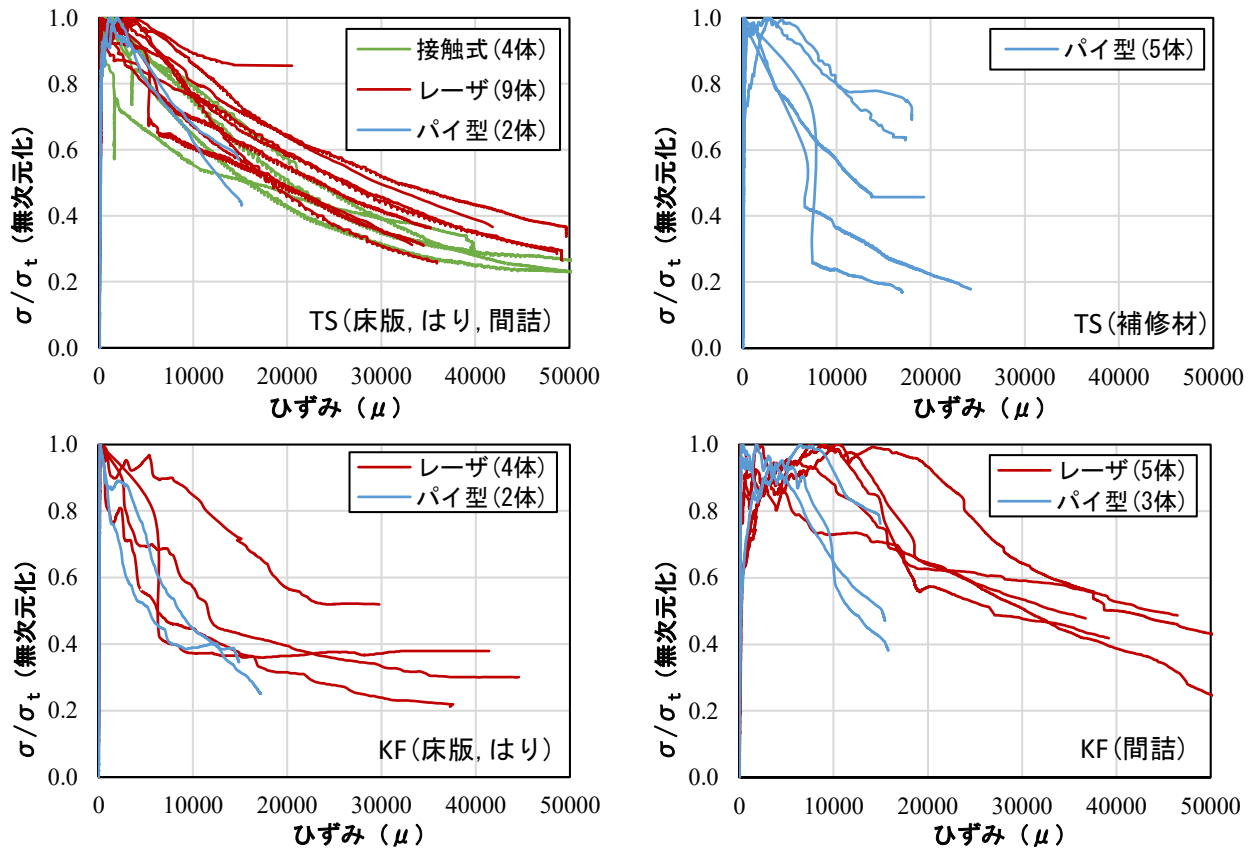 1.0
0.8
0.6
0.4
0.2
0.0
σ/σt (無次元化)
接触式(4体)
レーザ(9体)
パイ型(2体)
TS(床版, はり, 間詰)
0 10000 20000 30000 40000 50000
ひずみ (μ)
1.0
0.8
0.6
0.4
0.2
0.0
σ/σt (無次元化)
パイ型(5体)
TS(補修材)
0 10000 20000 30000 40000 50000
ひずみ (μ)
1.0
0.8
0.6
0.4
0.2
0.0
σ/σt (無次元化)
レーザ(4体)
パイ型(2体)
KF(床版, はり)
0 10000 20000 30000 40000 50000
ひずみ (μ)
1.0
0.8
0.6
0.4
0.2
0.0
σ/σt (無次元化)
レーザ(5体)
パイ型(3体)
KF(間詰)
0 10000 20000 30000 40000 50000
ひずみ (μ)